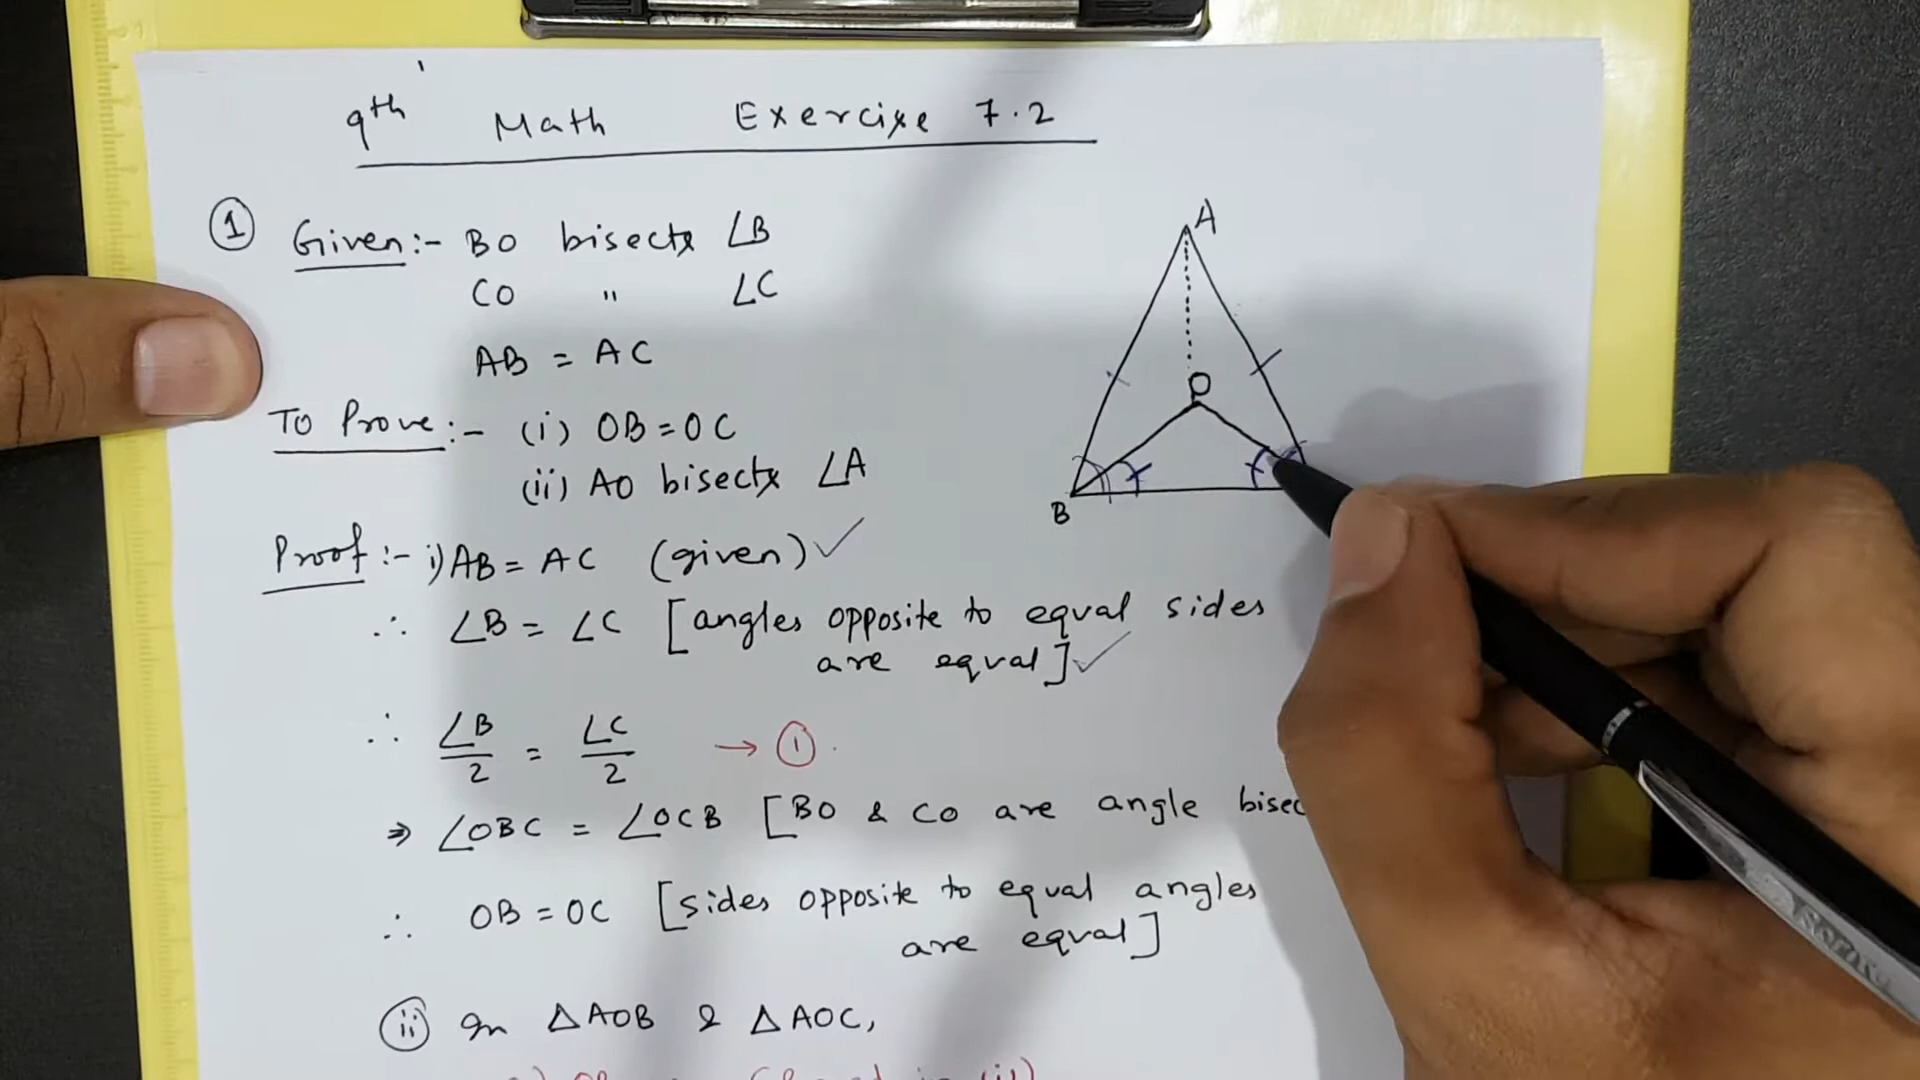 9th Math Exercise 7.2
1 Given:- BO bisects ∠B
CO " ∠C
AB = AC
To Prove:- (i) OB = OC
(ii) AO bisects ∠A
Proof:- i) AB = AC (given) ✓
∴ ∠B = ∠C [angles opposite to equal sides
are equal] ✓
∴ ∠B/2 = ∠C/2 → 1
⇒ ∠OBC = ∠OCB [BO & CO are angle bisec
∴ OB = OC [sides opposite to equal angles
are equal]
ii In △AOB & △AOC,
A
O
B